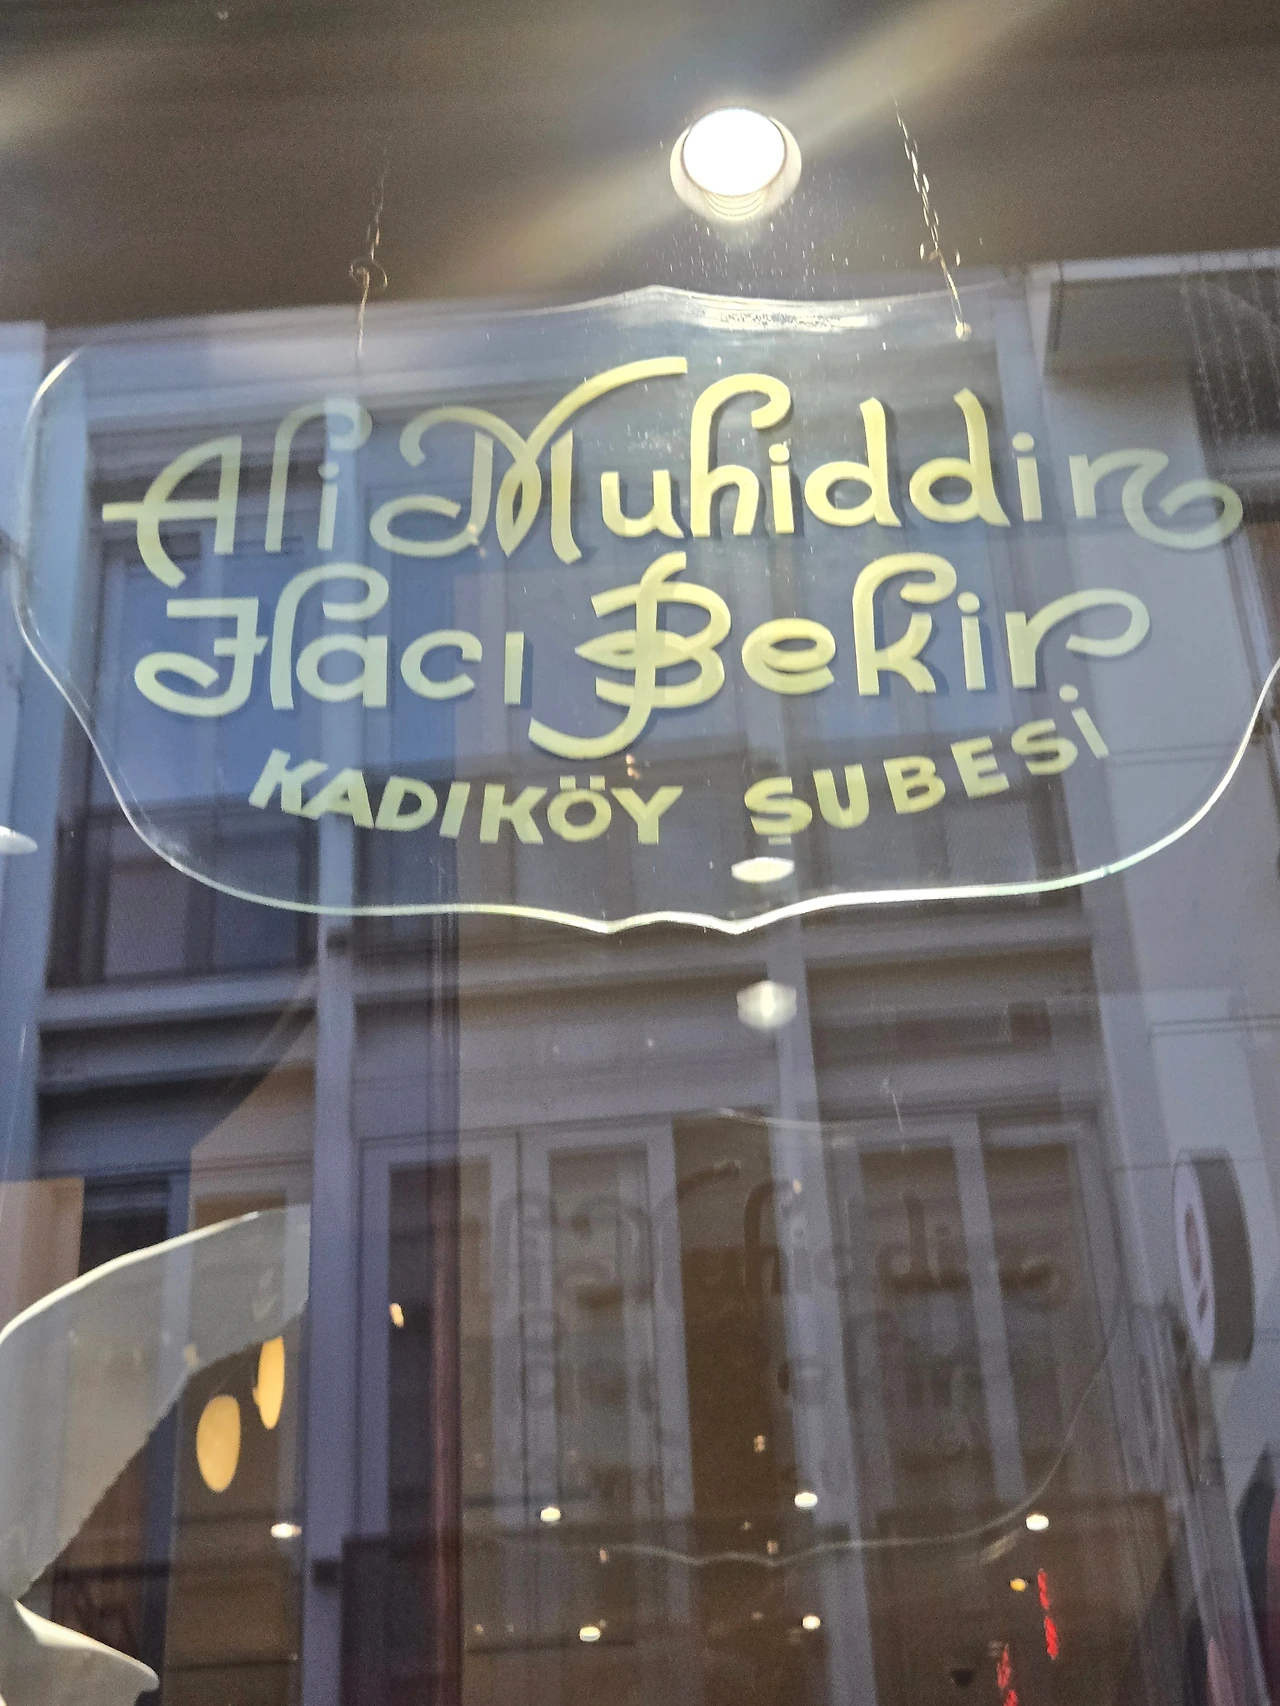 Ali Muhiddin
Hacı Bekir
KADIKÖY ŞUBESİ